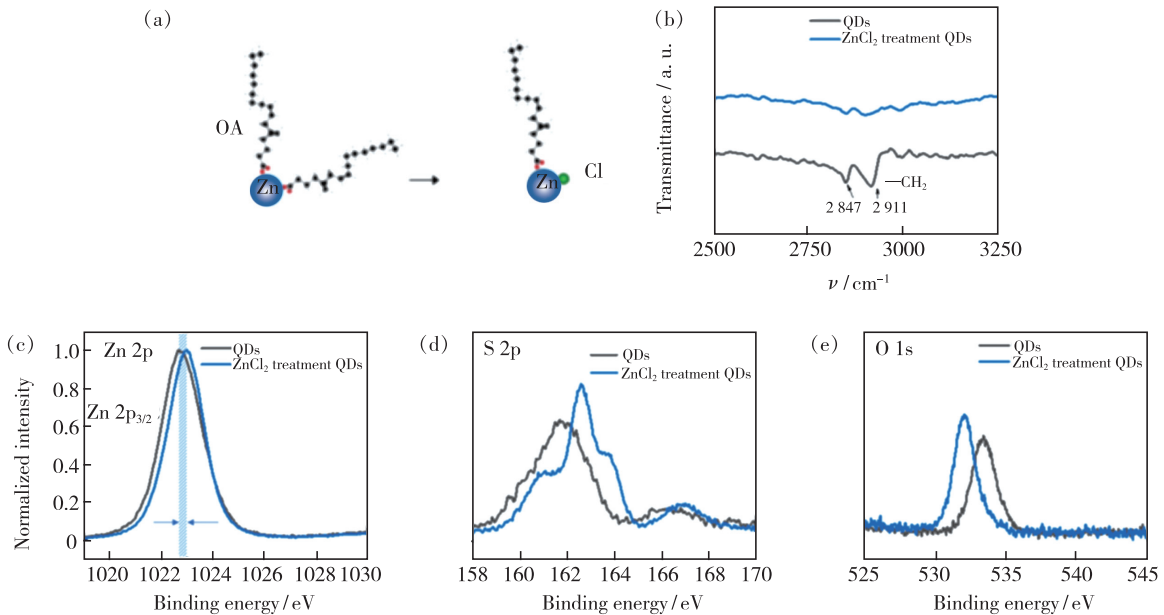 (a)
OA
Zn
Zn
Cl
(b)
QDs
ZnCl₂ treatment QDs
Transmittance / a. u.
—CH₂
2 847
2 911
2500
2750
3000
3250
ν / cm⁻¹
(c)
Zn 2p
QDs
ZnCl₂ treatment QDs
Zn 2p₃/₂
Normalized intensity
1.0
0.8
0.6
0.4
0.2
0
1020 1022 1024 1026 1028 1030
Binding energy / eV
(d)
S 2p
QDs
ZnCl₂ treatment QDs
158 160 162 164 166 168 170
Binding energy / eV
(e)
O 1s
QDs
ZnCl₂ treatment QDs
525 530 535 540 545
Binding energy / eV